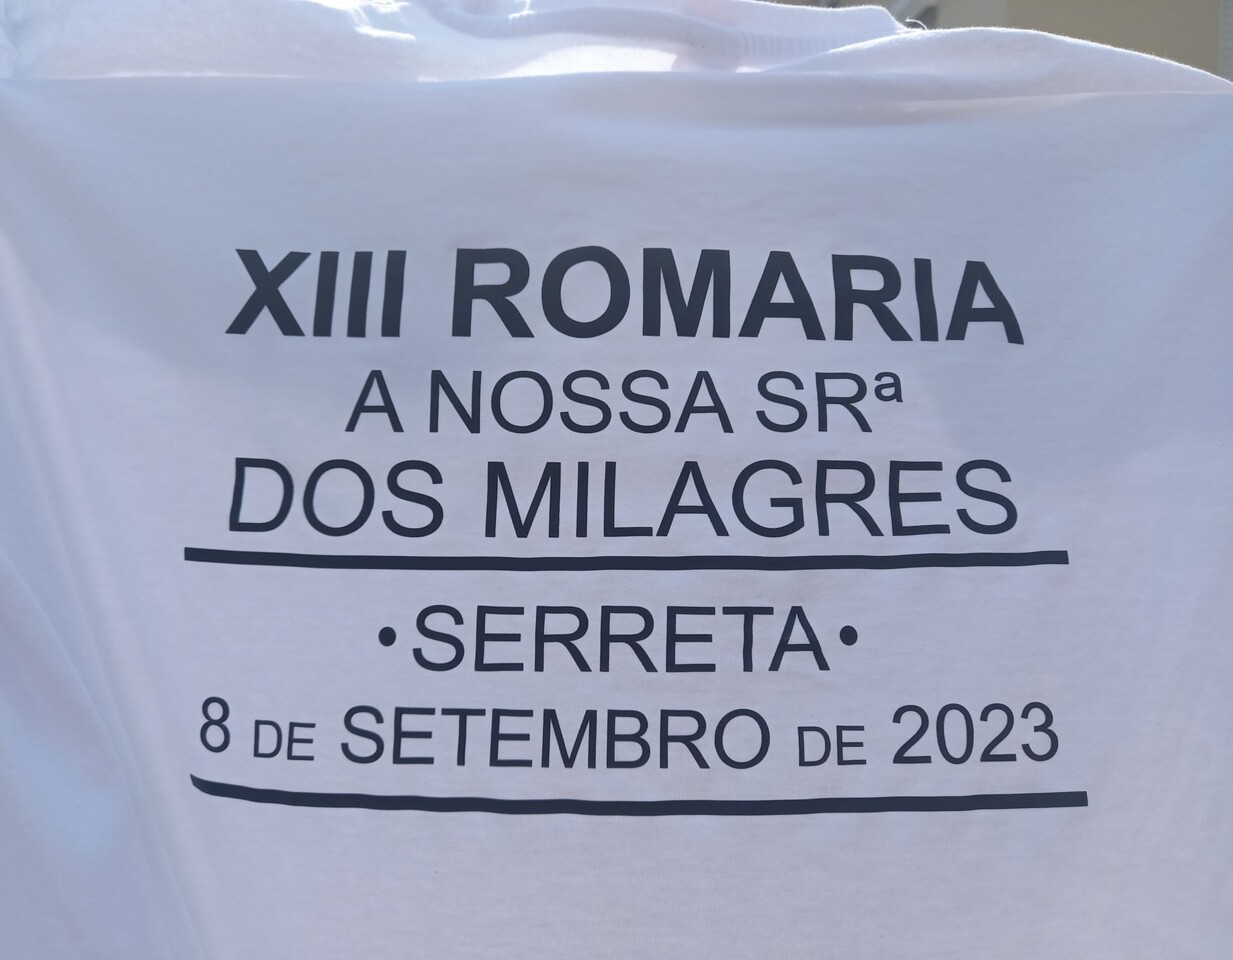 XIII ROMARIA
A NOSSA SRª
DOS MILAGRES
•SERRETA•
8 DE SETEMBRO DE 2023